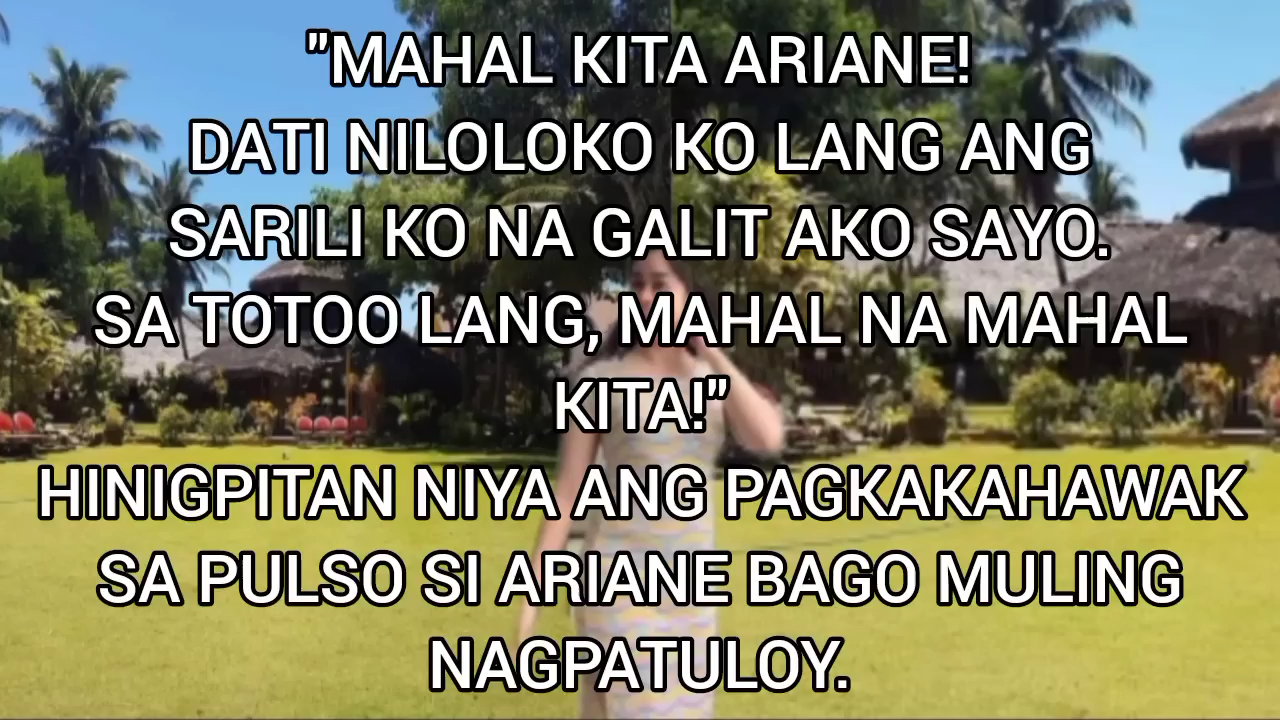 "MAHAL KITA ARIANE!
DATI NILOLOKO KO LANG ANG
SARILI KO NA GALIT AKO SAYO.
SA TOTOO LANG, MAHAL NA MAHAL
KITA!"
HINIGPITAN NIYA ANG PAGKAKAHAWAK
SA PULSO SI ARIANE BAGO MULING
NAGPATULOY.